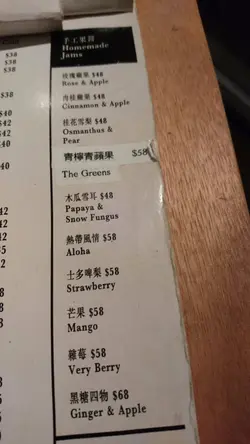 手工果醬
Homemade
Jams
玫瑰蘋果 $48
Rose & Apple
肉桂蘋果 $48
Cinnamon & Apple
桂花雪梨 $48
Osmanthus &
Pear
青檸青蘋果 $58
The Greens
木瓜雪耳 $48
Papaya &
Snow Fungus
熱帶風情 $58
Aloha
士多啤梨 $58
Strawberry
芒果 $58
Mango
雜莓 $58
Very Berry
黑糖四物 $68
Ginger & Apple
$38
$38